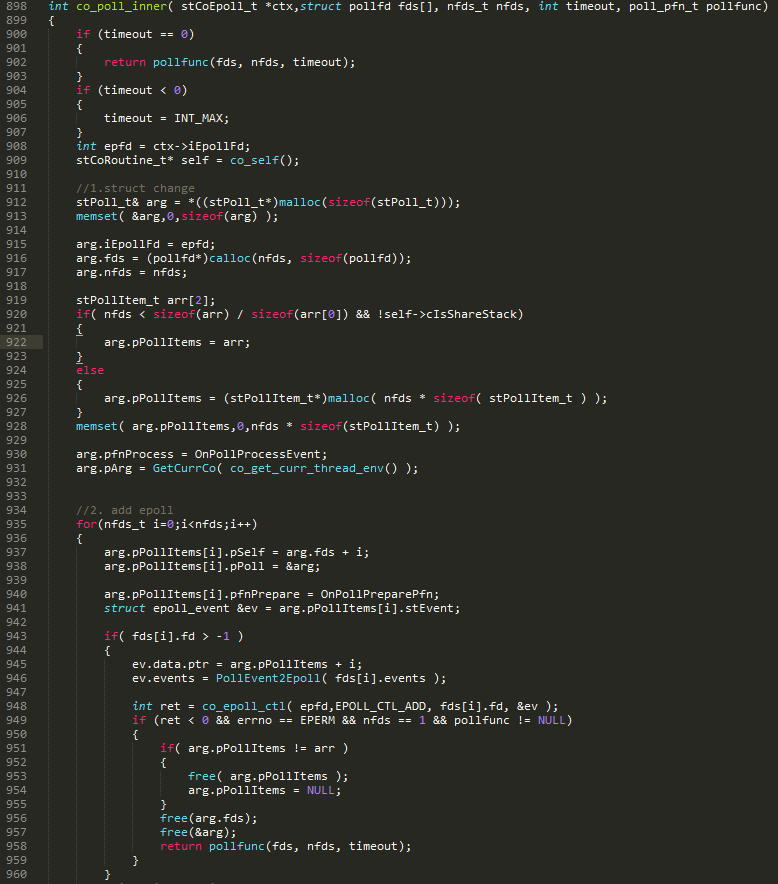 898 int co_poll_inner( stCoEpoll_t *ctx,struct pollfd fds[], nfds_t nfds, int timeout, poll_pfn_t pollfunc)
899 {
900     if (timeout == 0)
901     {
902         return pollfunc(fds, nfds, timeout);
903     }
904     if (timeout < 0)
905     {
906         timeout = INT_MAX;
907     }
908     int epfd = ctx->iEpollFd;
909     stCoRoutine_t* self = co_self();
910
911     //1.struct change
912     stPoll_t& arg = *((stPoll_t*)malloc(sizeof(stPoll_t)));
913     memset( &arg,0,sizeof(arg) );
914
915     arg.iEpollFd = epfd;
916     arg.fds = (pollfd*)calloc(nfds, sizeof(pollfd));
917     arg.nfds = nfds;
918
919     stPollItem_t arr[2];
920     if( nfds < sizeof(arr) / sizeof(arr[0]) && !self->cIsShareStack)
921     {
922         arg.pPollItems = arr;
923     }
924     else
925     {
926         arg.pPollItems = (stPollItem_t*)malloc( nfds * sizeof( stPollItem_t ) );
927     }
928     memset( arg.pPollItems,0,nfds * sizeof(stPollItem_t) );
929
930     arg.pfnProcess = OnPollProcessEvent;
931     arg.pArg = GetCurrCo( co_get_curr_thread_env() );
932
933
934     //2. add epoll
935     for(nfds_t i=0;i<nfds;i++)
936     {
937         arg.pPollItems[i].pSelf = arg.fds + i;
938         arg.pPollItems[i].pPoll = &arg;
939
940         arg.pPollItems[i].pfnPrepare = OnPollPreparePfn;
941         struct epoll_event &ev = arg.pPollItems[i].stEvent;
942
943         if( fds[i].fd > -1 )
944         {
945             ev.data.ptr = arg.pPollItems + i;
946             ev.events = PollEvent2Epoll( fds[i].events );
947
948             int ret = co_epoll_ctl( epfd,EPOLL_CTL_ADD, fds[i].fd, &ev );
949             if (ret < 0 && errno == EPERM && nfds == 1 && pollfunc != NULL)
950             {
951                 if( arg.pPollItems != arr )
952                 {
953                     free( arg.pPollItems );
954                     arg.pPollItems = NULL;
955                 }
956                 free(arg.fds);
957                 free(&arg);
958                 return pollfunc(fds, nfds, timeout);
959             }
960         }